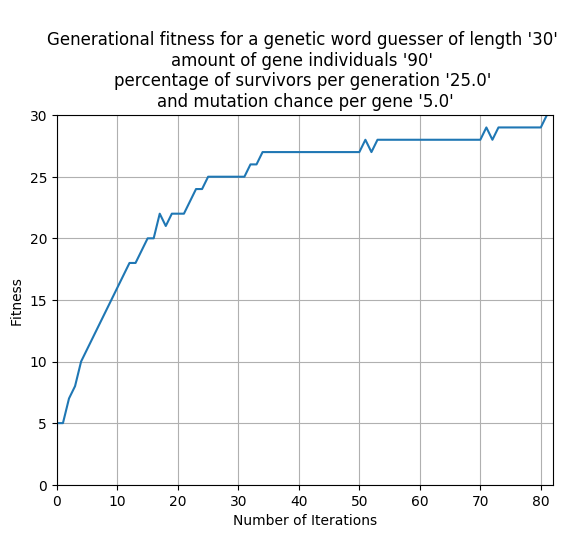 Generational fitness for a genetic word guesser of length '30'
amount of gene individuals '90'
percentage of survivors per generation '25.0'
and mutation chance per gene '5.0'
30
25
20
15
10
5
0
Fitness
0 10 20 30 40 50 60 70 80
Number of Iterations